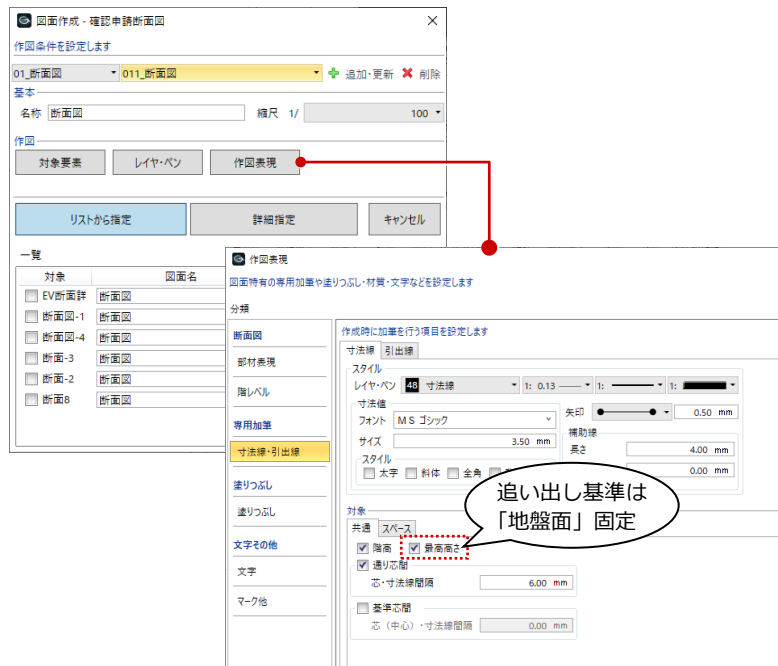 図面作成 - 確認申請断面図
作図条件を設定します
01_断面図 011_断面図 追加・更新 削除
基本
名称 断面図 縮尺 1/ 100
作図
対象要素 レイヤ・ペン 作図表現
リストから指定 詳細指定 キャンセル
一覧
対象 図面名
EV断面詳 断面図
断面図-1 断面図
断面図-4 断面図
断面-3 断面図
断面-2 断面図
断面8 断面図
作図表現
図面特有の専用加筆や塗りつぶし・材質・文字などを設定します
分類
断面図
部材表現
階レベル
専用加筆
寸法線・引出線
塗りつぶし
塗りつぶし
文字その他
文字
マーク他
作成時に加筆を行う項目を設定します
寸法線 引出線
スタイル
レイヤ・ペン 48 寸法線 1: 0.13 1: 1:
寸法値
フォント ＭＳ ゴシック
サイズ 3.50 mm
スタイル
太字 斜体 全角
矢印 0.50 mm
補助線
長さ 4.00 mm
0.00 mm
追い出し基準は
「地盤面」固定
対象
共通 スペース
階高 最高高さ
通り芯間
芯・寸法線間隔 6.00 mm
基準芯間
芯（中心）・寸法線間隔 0.00 mm